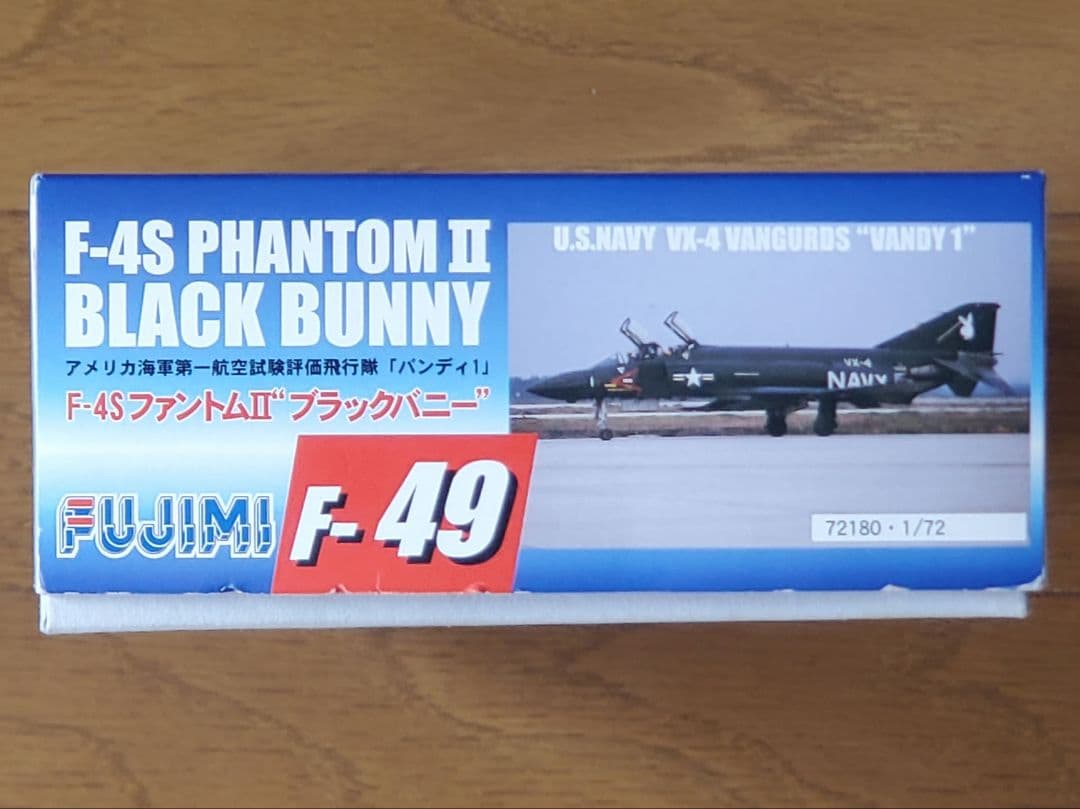 F-4S PHANTOM II
BLACK BUNNY
アメリカ海軍第一航空試験評価飛行隊「バンディ1」
F-4SファントムII“ブラックバニー”
FUJIMI
F-49
U.S.NAVY VX-4 VANGURDS “VANDY 1”
VX-4
NAVY
72180・1/72